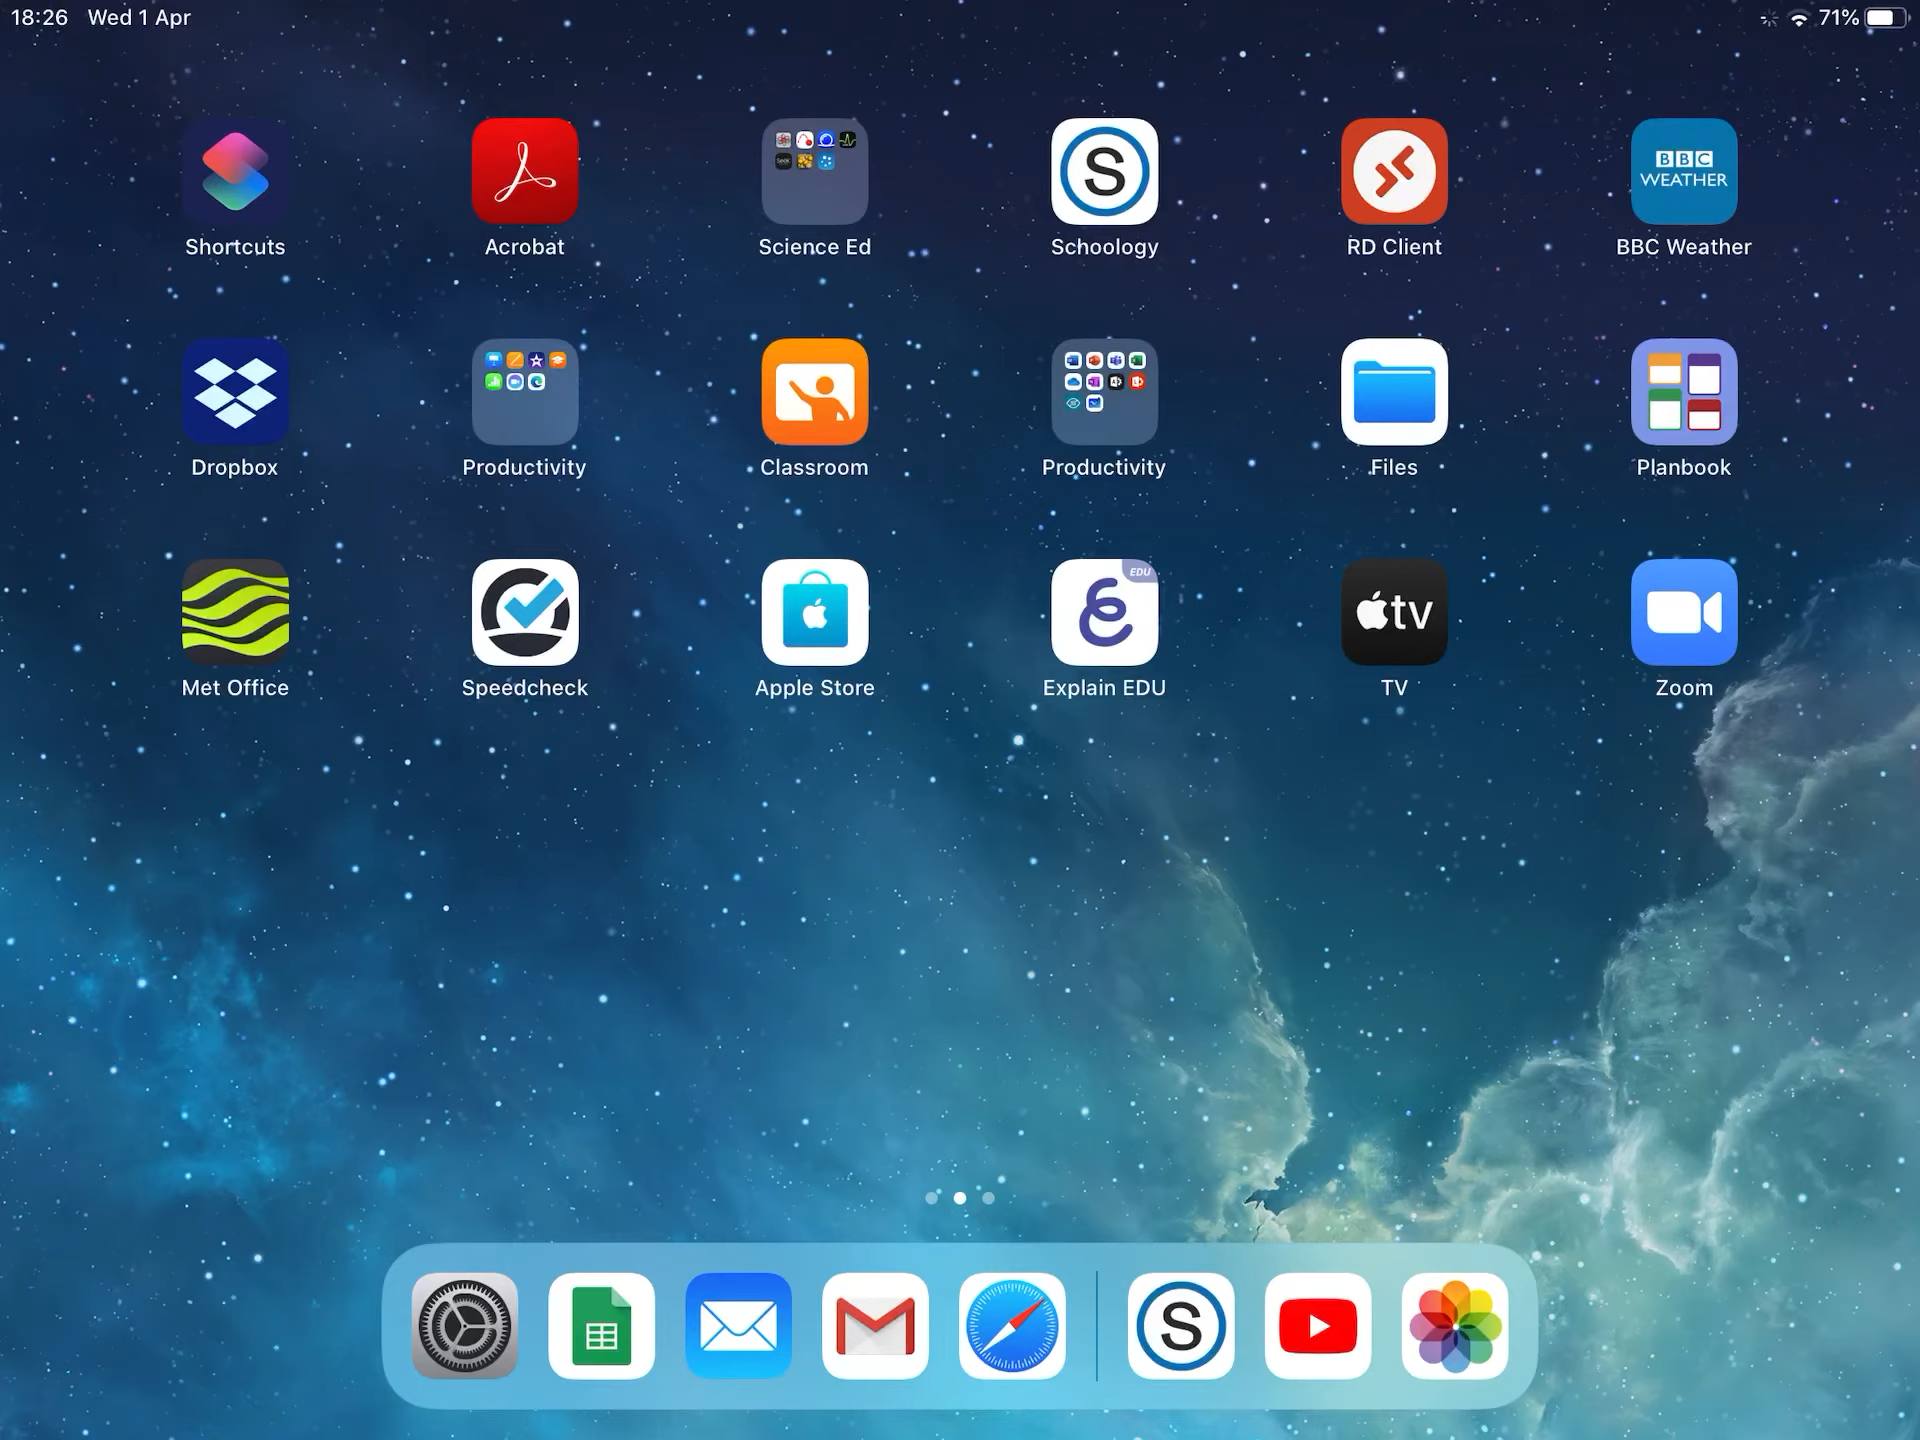 18:26 Wed 1 Apr
71%
BBC
WEATHER
Shortcuts
Acrobat
Science Ed
Schoology
RD Client
BBC Weather
Dropbox
Productivity
Classroom
Productivity
Files
Planbook
EDU
tv
Met Office
Speedcheck
Apple Store
Explain EDU
TV
Zoom